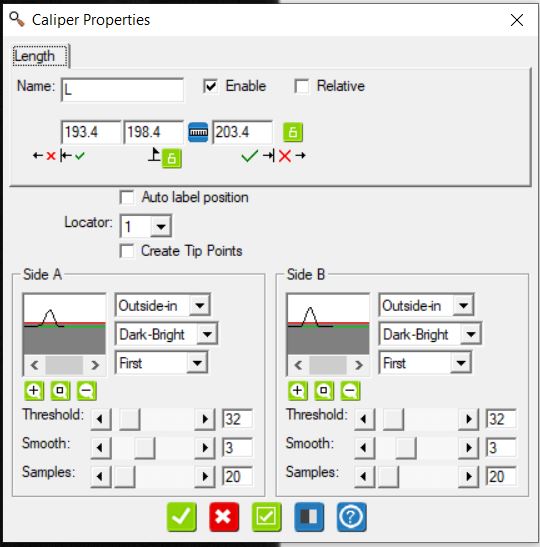 Caliper Properties
Length
Name: L Enable Relative
193.4 198.4 203.4
Auto label position
Locator: 1
Create Tip Points
Side A Side B
Outside-in Outside-in
Dark-Bright Dark-Bright
First First
Threshold: 32 Threshold: 32
Smooth: 3 Smooth: 3
Samples: 20 Samples: 20